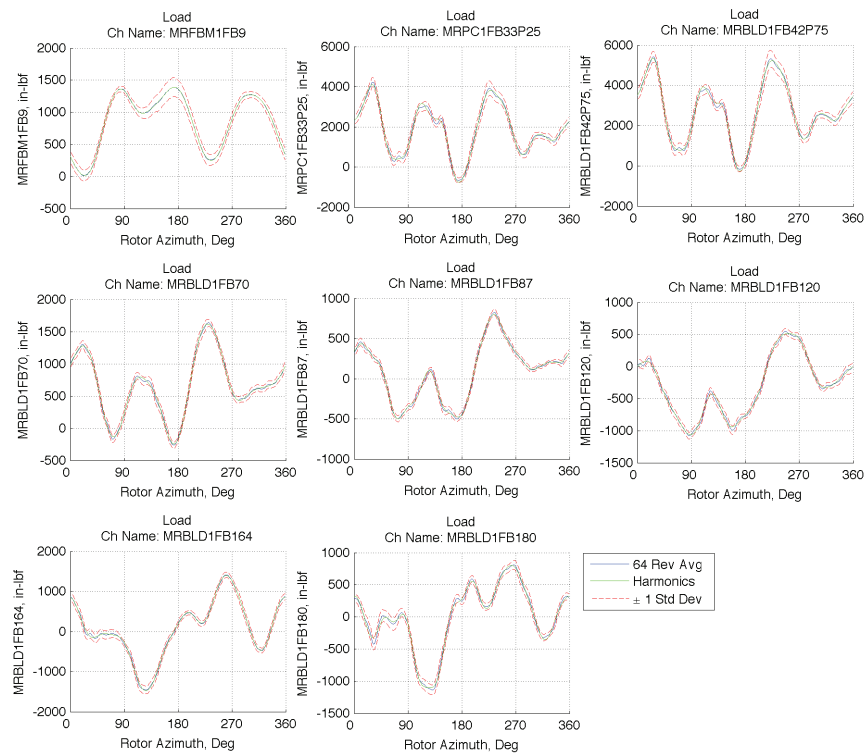 Load
Ch Name: MRFBM1FB9
MRFBM1FB9, in-lbf
2000
1500
1000
500
0
-500
0 90 180 270 360
Rotor Azimuth, Deg
Load
Ch Name: MRPC1FB33P25
MRPC1FB33P25, in-lbf
6000
4000
2000
0
-2000
0 90 180 270 360
Rotor Azimuth, Deg
Load
Ch Name: MRBLD1FB42P75
MRBLD1FB42P75, in-lbf
6000
4000
2000
0
-2000
0 90 180 270 360
Rotor Azimuth, Deg
Load
Ch Name: MRBLD1FB70
MRBLD1FB70, in-lbf
2000
1500
1000
500
0
-500
0 90 180 270 360
Rotor Azimuth, Deg
Load
Ch Name: MRBLD1FB87
MRBLD1FB87, in-lbf
1000
500
0
-500
-1000
0 90 180 270 360
Rotor Azimuth, Deg
Load
Ch Name: MRBLD1FB120
MRBLD1FB120, in-lbf
1000
500
0
-500
-1000
-1500
0 90 180 270 360
Rotor Azimuth, Deg
Load
Ch Name: MRBLD1FB164
MRBLD1FB164, in-lbf
2000
1000
0
-1000
-2000
0 90 180 270 360
Rotor Azimuth, Deg
Load
Ch Name: MRBLD1FB180
MRBLD1FB180, in-lbf
1000
500
0
-500
-1000
-1500
0 90 180 270 360
Rotor Azimuth, Deg
64 Rev Avg
Harmonics
± 1 Std Dev